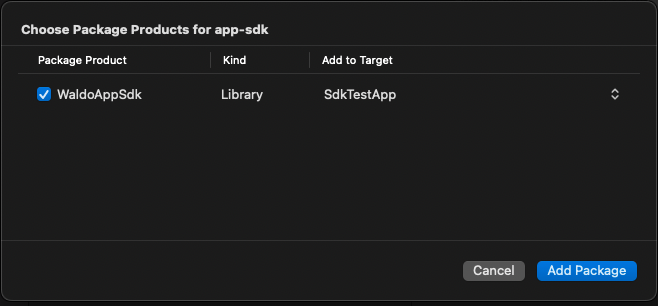 Choose Package Products for app-sdk
Package Product Kind Add to Target
WaldoAppSdk Library SdkTestApp
Cancel Add Package